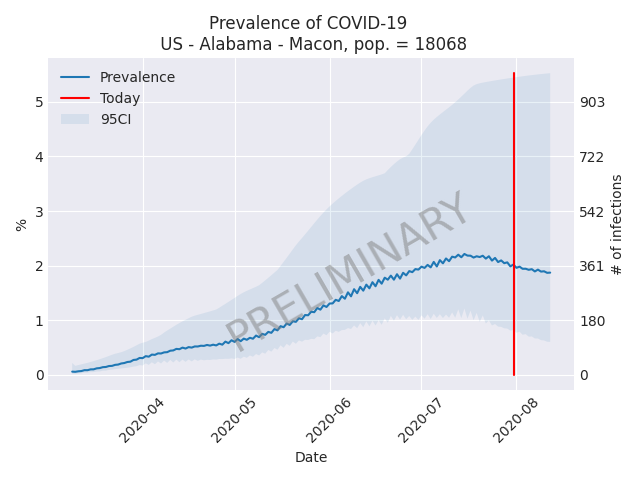 Prevalence of COVID-19
US - Alabama - Macon, pop. = 18068
Prevalence
Today
95CI
5
4
3
2
1
0
%
903
722
542
361
180
0
# of infections
PRELIMINARY
2020-04
2020-05
2020-06
2020-07
2020-08
Date